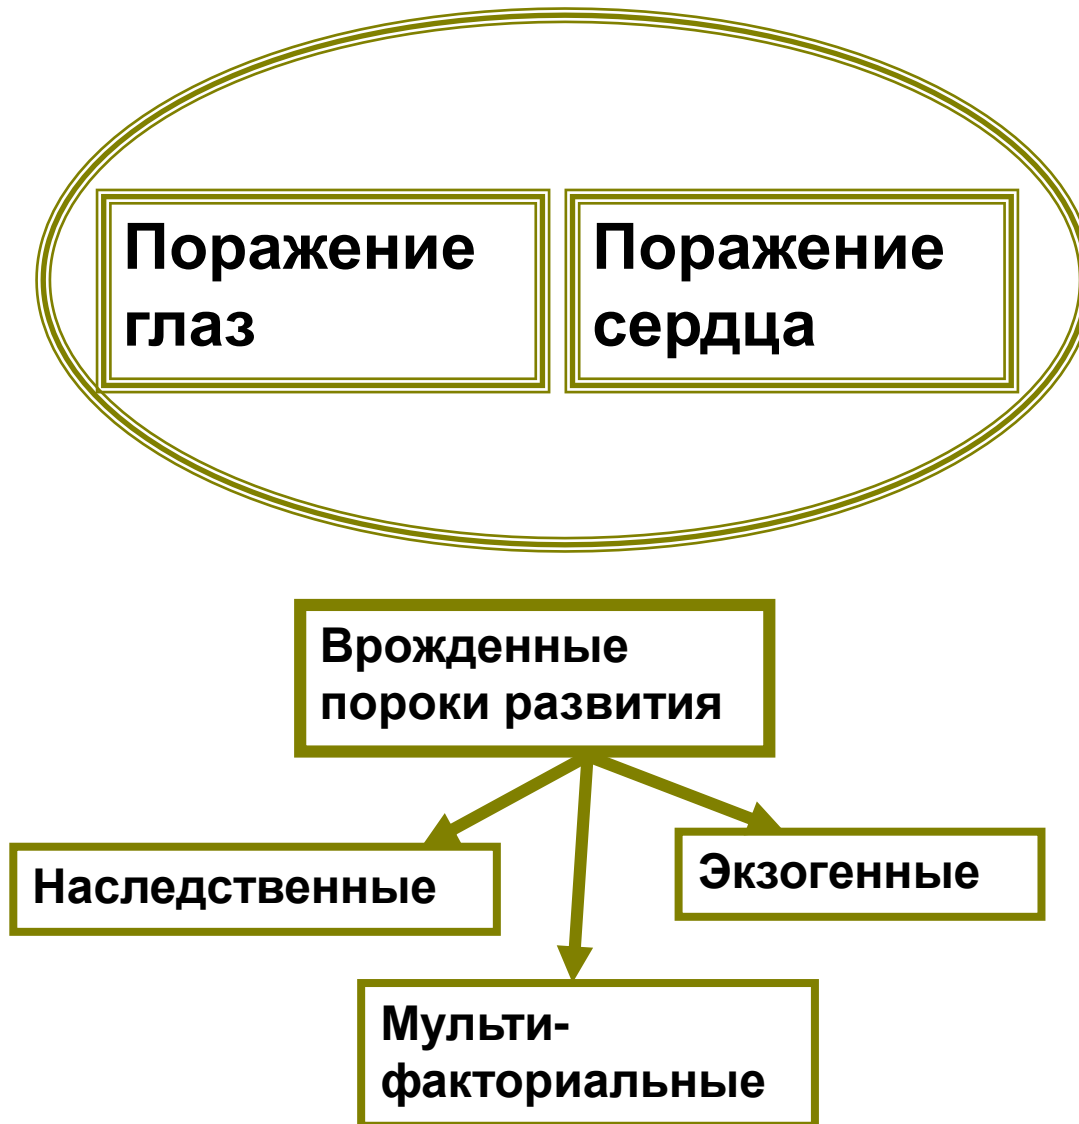 Поражение
глаз
Поражение
сердца
Врожденные
пороки развития
Наследственные
Экзогенные
Мульти-
факториальные